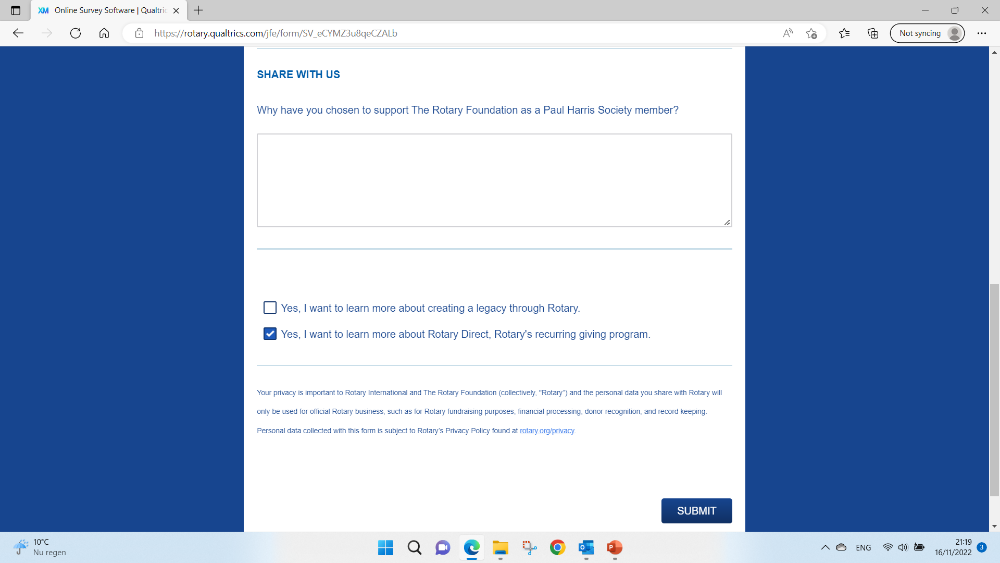 XM Online Survey Software | Qualtri
https://rotary.qualtrics.com/jfe/form/SV_eCYMZ3u8qeCZALb
Not syncing
SHARE WITH US
Why have you chosen to support The Rotary Foundation as a Paul Harris Society member?
Yes, I want to learn more about creating a legacy through Rotary.
Yes, I want to learn more about Rotary Direct, Rotary's recurring giving program.
Your privacy is important to Rotary International and The Rotary Foundation (collectively, "Rotary") and the personal data you share with Rotary will
only be used for official Rotary business, such as for Rotary fundraising purposes, financial processing, donor recognition, and record keeping.
Personal data collected with this form is subject to Rotary's Privacy Policy found at rotary.org/privacy.
SUBMIT
10°C
Nu regen
ENG
21:19
16/11/2022
3